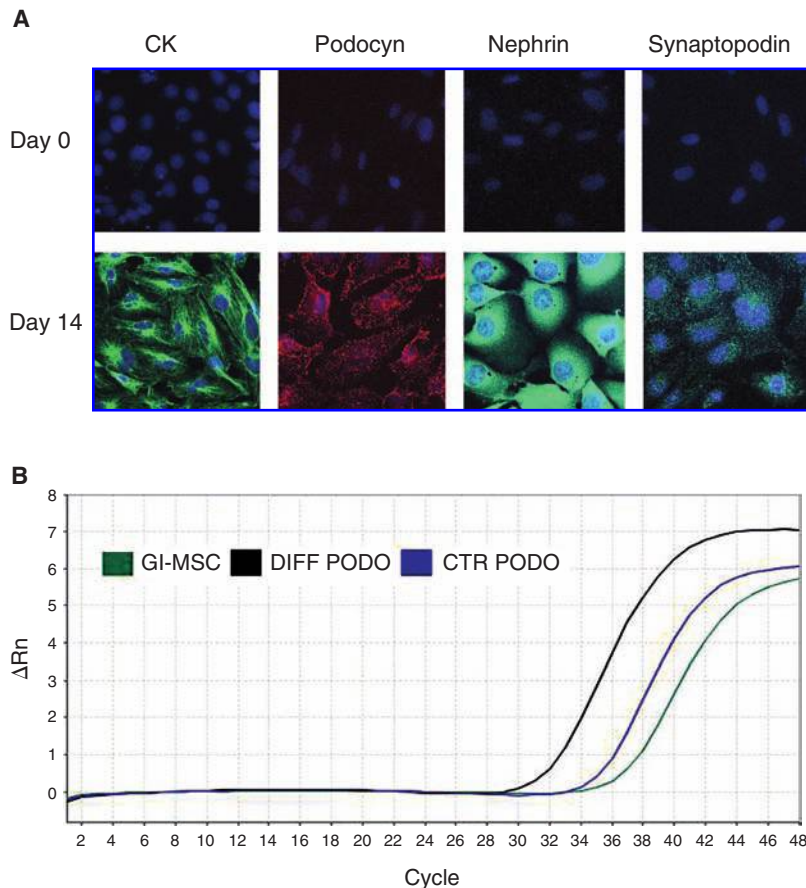 A
CK Podocyn Nephrin Synaptopodin
Day 0
Day 14
B
8
7
6
5
4
3
2
1
0
GI-MSC DIFF PODO CTR PODO
ΔRn
2 4 6 8 10 12 14 16 18 20 22 24 26 28 30 32 34 36 38 40 42 44 46 48
Cycle